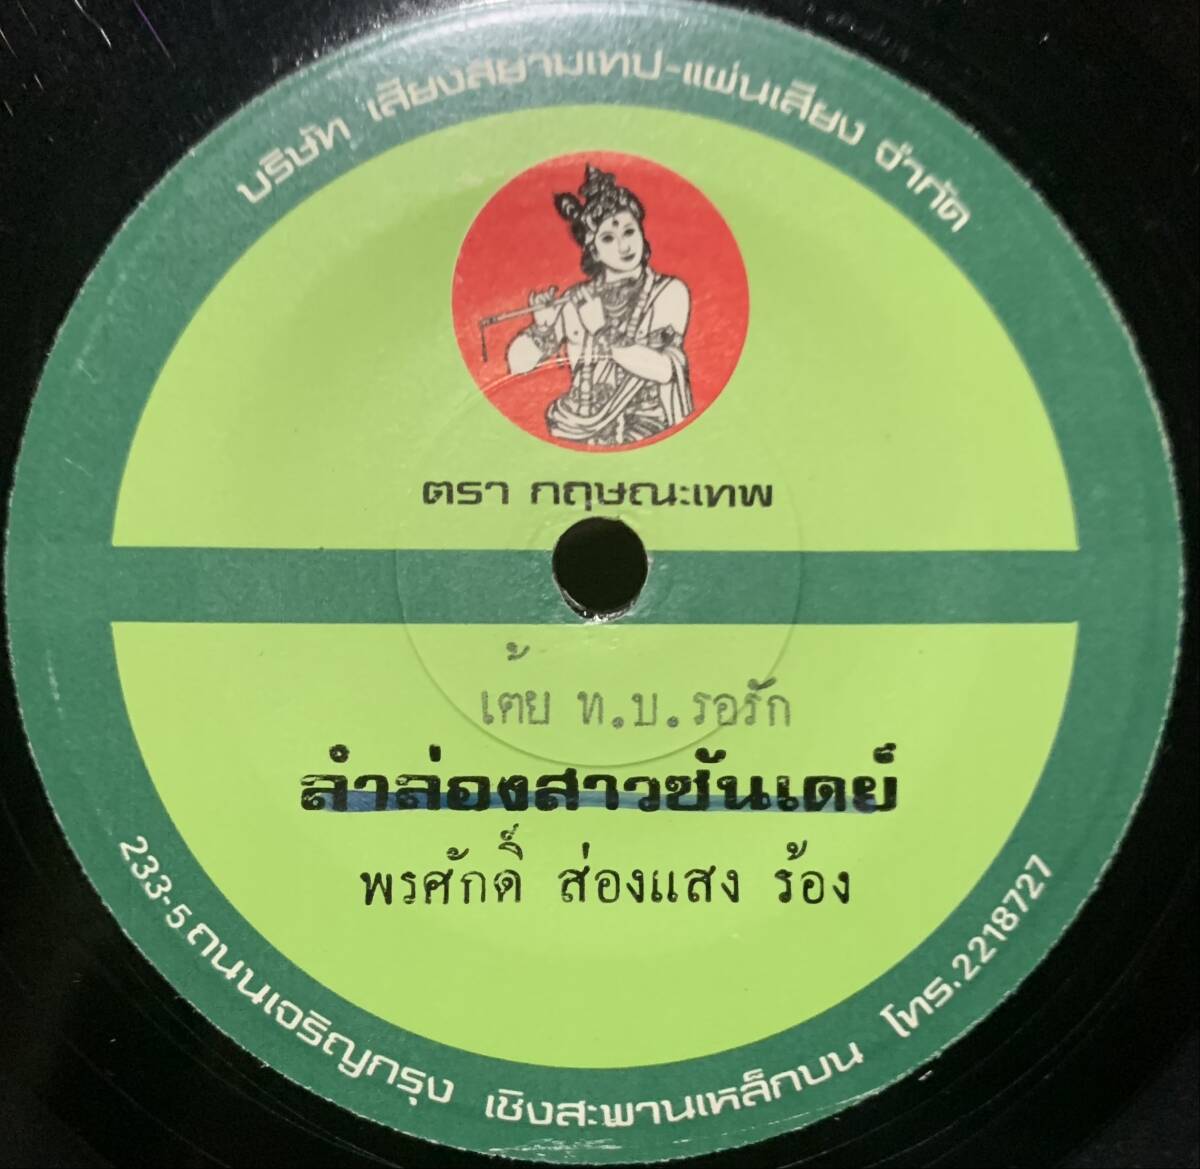 บริษัท เสียงสยามเทป-แผ่นเสียง จำกัด
ตรา กฤษณะเทพ
เต้ย ท.บ.รอรัก
ลำล่องสาวซันเดย์
พรศักดิ์ ส่องแสง ร้อง
233-5 ถนนเจริญกรุง เชิงสะพานเหล็กบน โทร.2218727